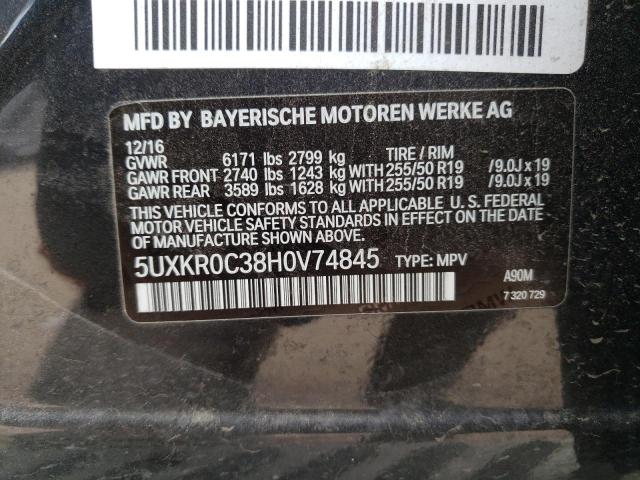 MFD BY BAYERISCHE MOTOREN WERKE AG
12/16
GVWR 6171 lbs 2799 kg TIRE / RIM
GAWR FRONT 2740 lbs 1243 kg WITH 255/50 R19 /9.0J x 19
GAWR REAR 3589 lbs 1628 kg WITH 255/50 R19 /9.0J x 19
THIS VEHICLE CONFORMS TO ALL APPLICABLE U. S. FEDERAL
MOTOR VEHICLE SAFETY STANDARDS IN EFFECT ON THE
DATE OF MANUFACTURE SHOWN ABOVE.
5UXKR0C38H0V74845 TYPE: MPV
A90M
7 320 729